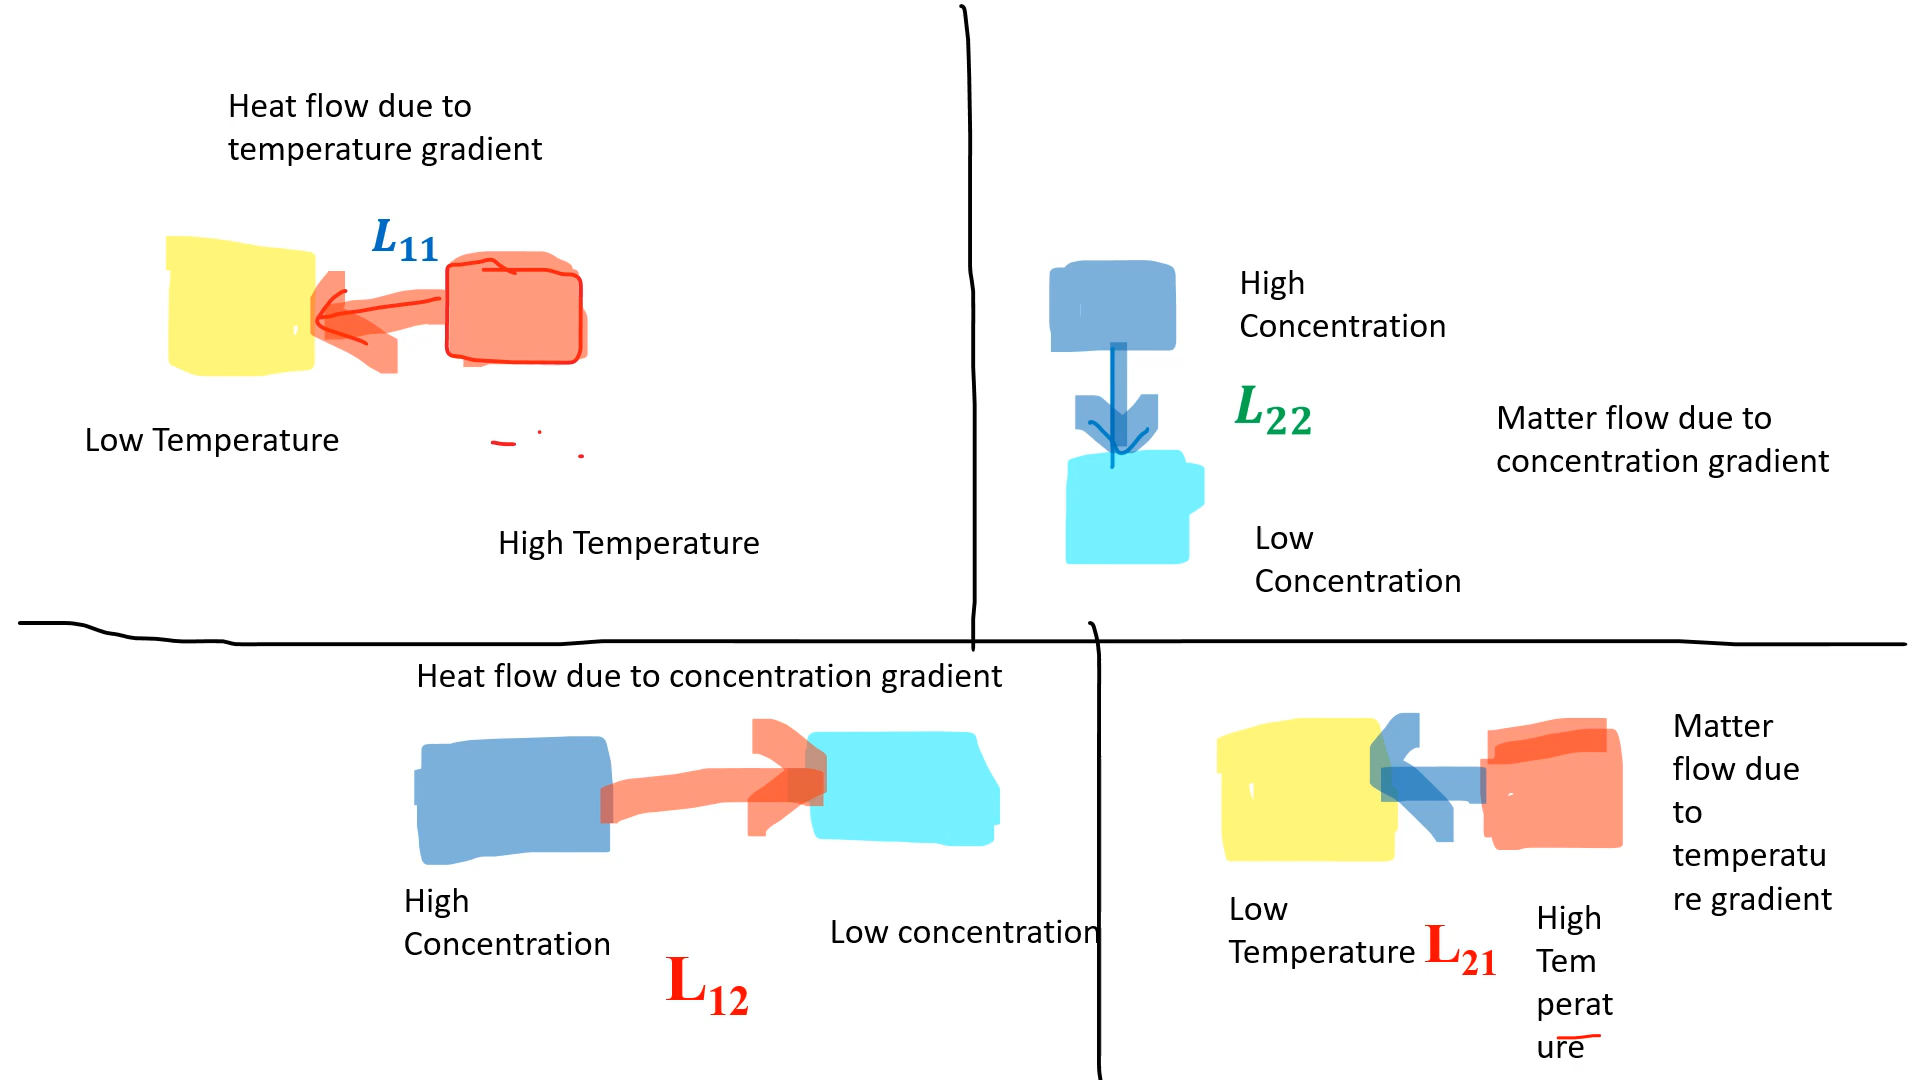 Heat flow due to
temperature gradient
L11
Low Temperature
High Temperature
High
Concentration
L22
Matter flow due to
concentration gradient
Low
Concentration
Heat flow due to concentration gradient
High
Concentration
Low concentration
L12
Low
Temperature
L21
High
Tem
perat
ure
Matter
flow due
to
temperatu
re gradient